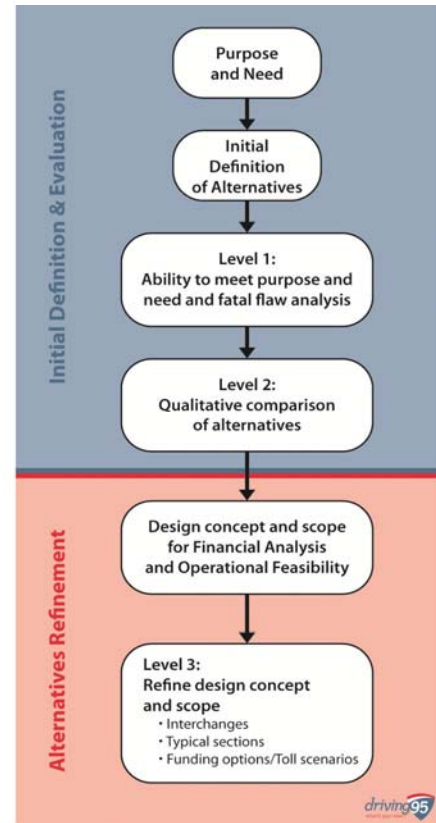 Initial Definition & Evaluation
Purpose
and Need
Initial
Definition
of Alternatives
Level 1:
Ability to meet purpose and
need and fatal flaw analysis
Level 2:
Qualitative comparison
of alternatives
Alternatives Refinement
Design concept and scope
for Financial Analysis
and Operational Feasibility
Level 3:
Refine design concept
and scope
• Interchanges
• Typical sections
• Funding options/Toll scenarios
driving95